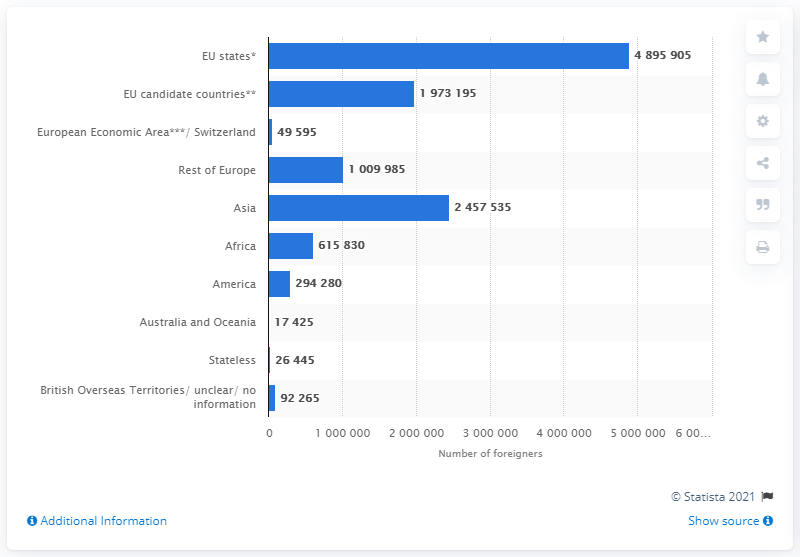 EU states* 4 895 905
EU candidate countries** 1 973 195
European Economic Area***/ Switzerland 49 595
Rest of Europe 1 009 985
Asia 2 457 535
Africa 615 830
America 294 280
Australia and Oceania 17 425
Stateless 26 445
British Overseas Territories/ unclear/ no
information 92 265
0 1 000 000 2 000 000 3 000 000 4 000 000 5 000 000 6 00...
Number of foreigners
© Statista 2021
Additional Information Show source